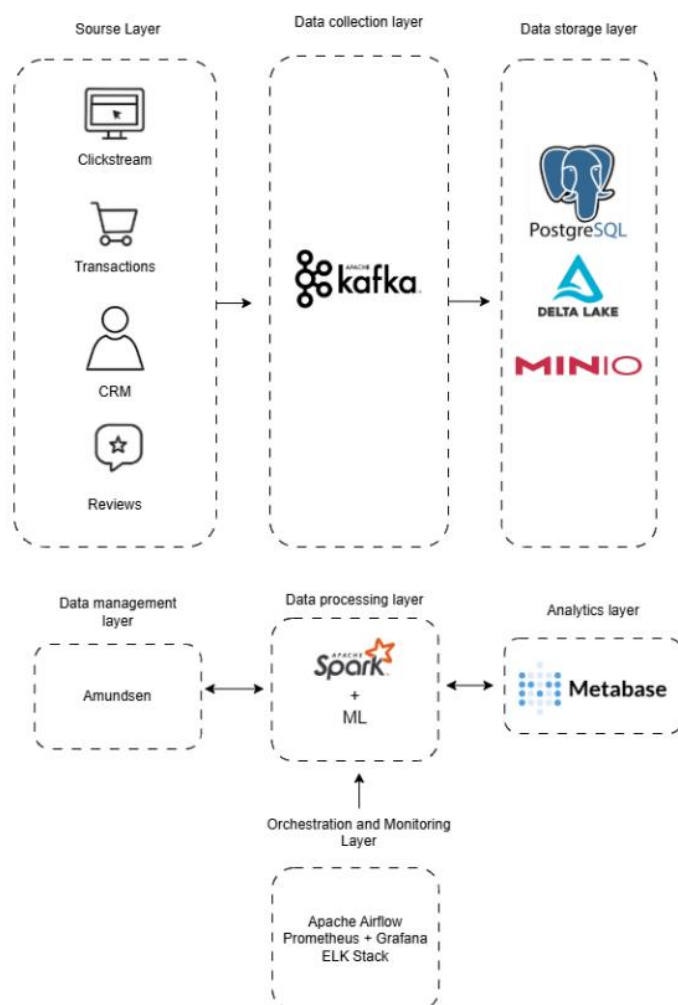 Sourse Layer
Data collection layer
Data storage layer
Clickstream
Transactions
CRM
Reviews
APACHE
kafka
PostgreSQL
DELTA LAKE
MINIO
Data management
layer
Data processing layer
Analytics layer
Amundsen
APACHE
Spark
+
ML
Metabase
Orchestration and Monitoring
Layer
Apache Airflow
Prometheus + Grafana
ELK Stack